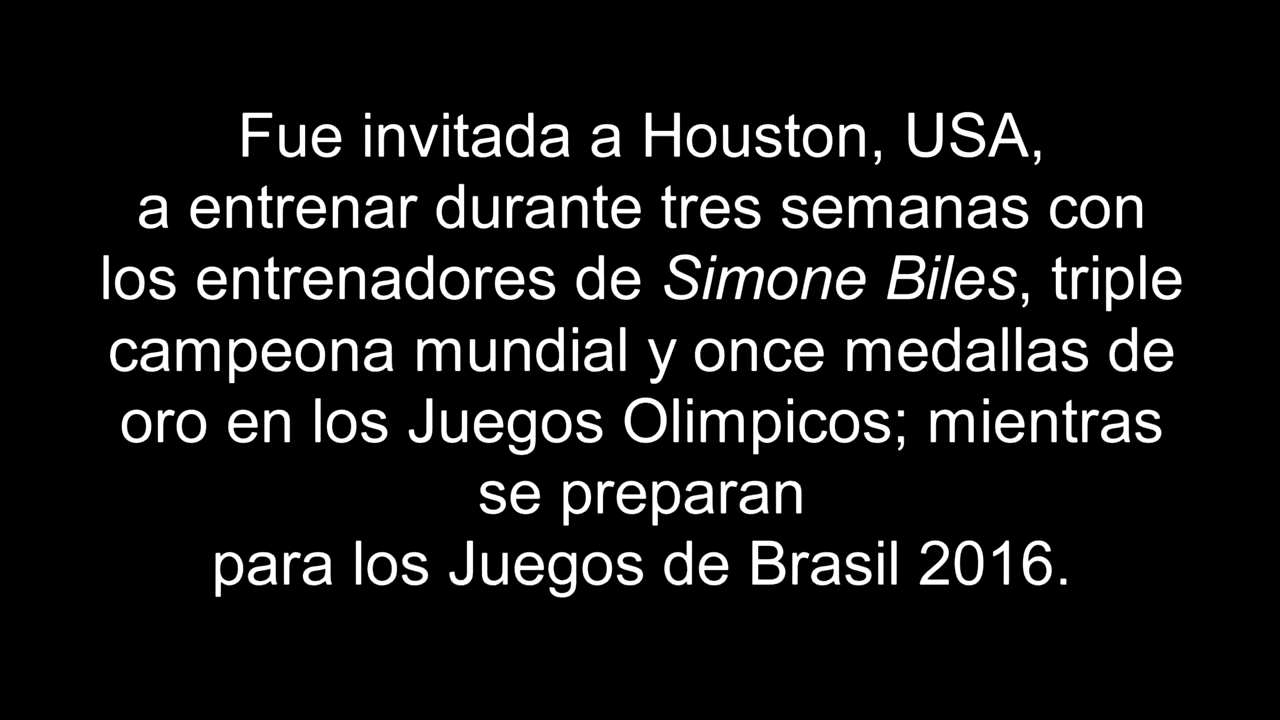 Fue invitada a Houston, USA,
a entrenar durante tres semanas con
los entrenadores de Simone Biles, triple
campeona mundial y once medallas de
oro en los Juegos Olimpicos; mientras
se preparan
para los Juegos de Brasil 2016.